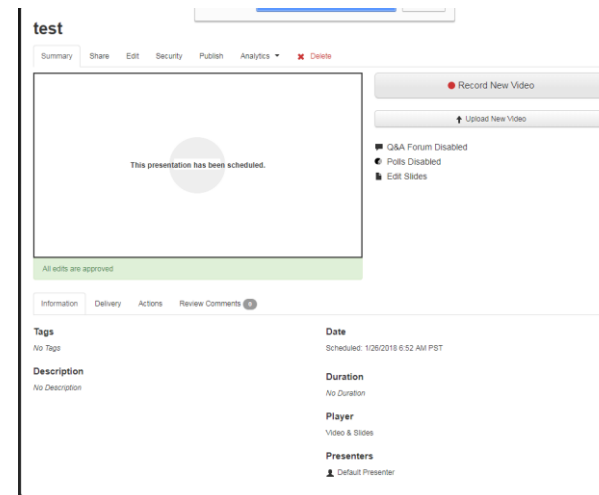 test
Summary Share Edit Security Publish Analytics Delete
Record New Video
Upload New Video
This presentation has been scheduled.
Q&A Forum Disabled
Polls Disabled
Edit Slides
All edits are approved
Information Delivery Actions Review Comments
Tags
No Tags
Description
No Description
Date
Scheduled: 1/26/2018 6:52 AM PST
Duration
No Duration
Player
Video & Slides
Presenters
Default Presenter